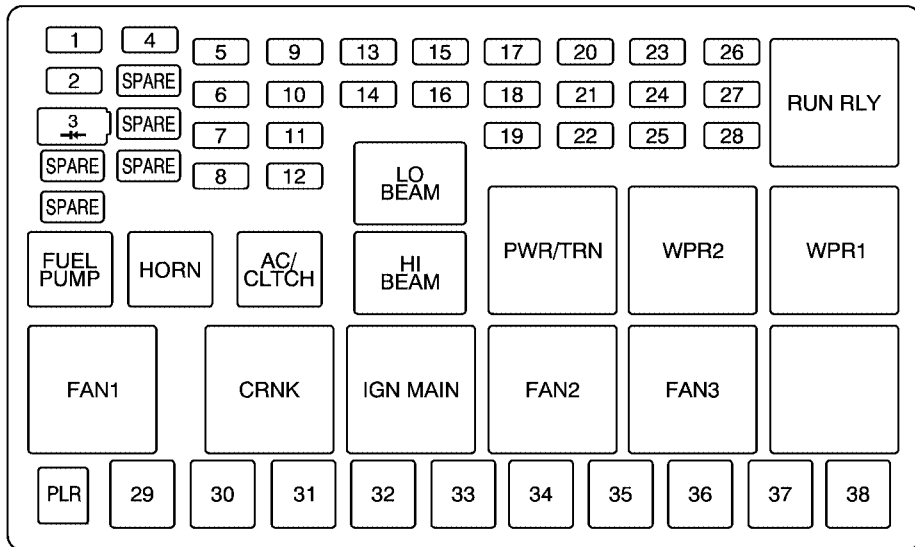 1 4 5 9 13 15 17 20 23 26
2 SPARE 6 10 14 16 18 21 24 27
3 SPARE 7 11 19 22 25 28
SPARE SPARE 8 12
SPARE
RUN RLY
LO
BEAM
FUEL
PUMP
HORN
AC/
CLTCH
HI
BEAM
PWR/TRN
WPR2
WPR1
FAN1
CRNK
IGN MAIN
FAN2
FAN3
PLR 29 30 31 32 33 34 35 36 37 38